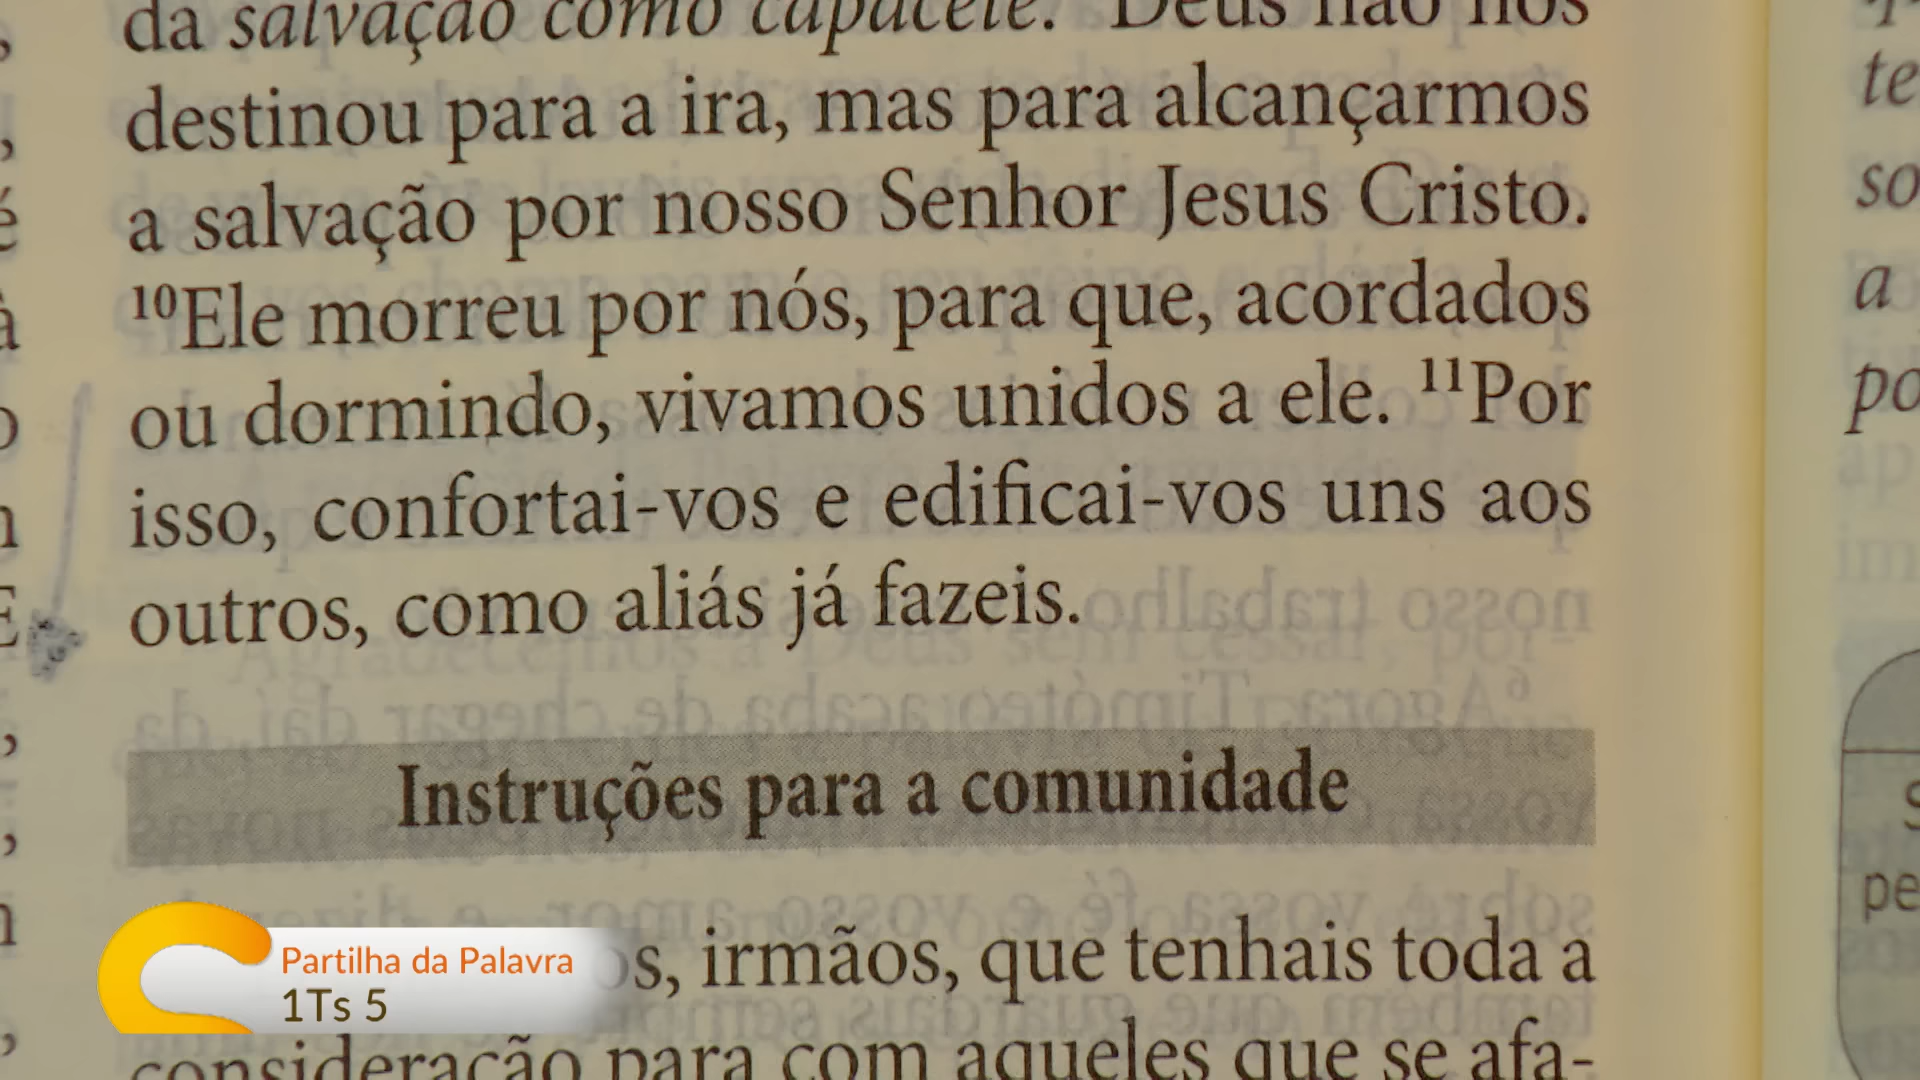 da salvação como capacete. Deus não nos
destinou para a ira, mas para alcançarmos
a salvação por nosso Senhor Jesus Cristo.
¹⁰Ele morreu por nós, para que, acordados
ou dormindo, vivamos unidos a ele. ¹¹Por
isso, confortai-vos e edificai-vos uns aos
outros, como aliás já fazeis.
Instruções para a comunidade
os, irmãos, que tenhais toda a
consideração para com aqueles que se afa-
Partilha da Palavra
1Ts 5
te
so
a
po
pe